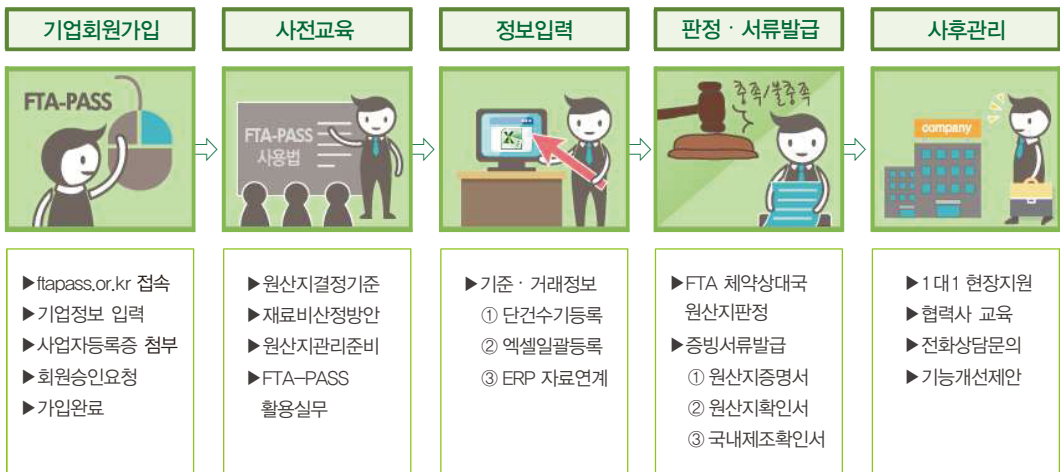 기업회원가입
사전교육
정보입력
판정 · 서류발급
사후관리
FTA-PASS
FTA-PASS
사용법
충족/불충족
company
▶ftapass.or.kr 접속
▶기업정보 입력
▶사업자등록증 첨부
▶회원승인요청
▶가입완료
▶원산지결정기준
▶재료비산정방안
▶원산지관리준비
▶FTA-PASS
활용실무
▶기준 · 거래정보
① 단건수기등록
② 엑셀일괄등록
③ ERP 자료연계
▶FTA 체약상대국
원산지판정
▶증빙서류발급
① 원산지증명서
② 원산지확인서
③ 국내제조확인서
▶1대1 현장지원
▶협력사 교육
▶전화상담문의
▶기능개선제안